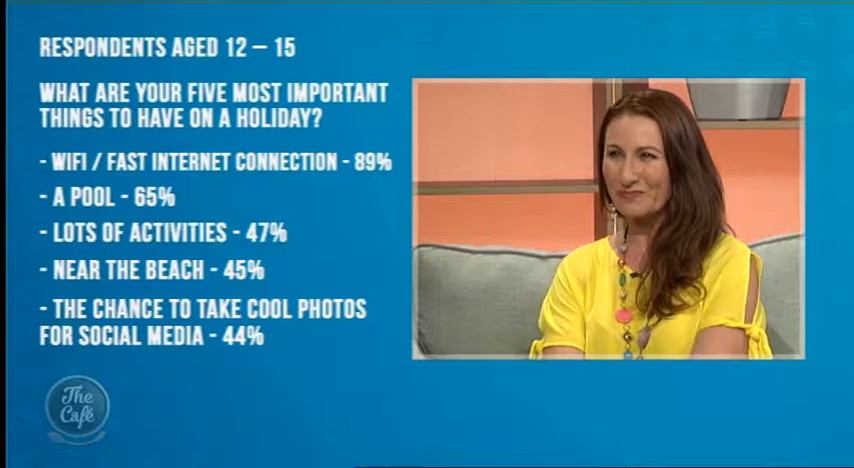 RESPONDENTS AGED 12 – 15
WHAT ARE YOUR FIVE MOST IMPORTANT
THINGS TO HAVE ON A HOLIDAY?
- WIFI / FAST INTERNET CONNECTION - 89%
- A POOL - 65%
- LOTS OF ACTIVITIES - 47%
- NEAR THE BEACH - 45%
- THE CHANCE TO TAKE COOL PHOTOS
FOR SOCIAL MEDIA - 44%
The
Café